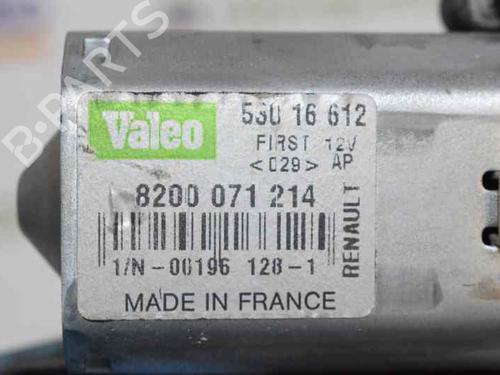 B-PARTS
Valeo
530 16 612
FIRST 12V
<029> AP
8200 071 214
RENAULT
1/N-00196 128-1
MADE IN FRANCE